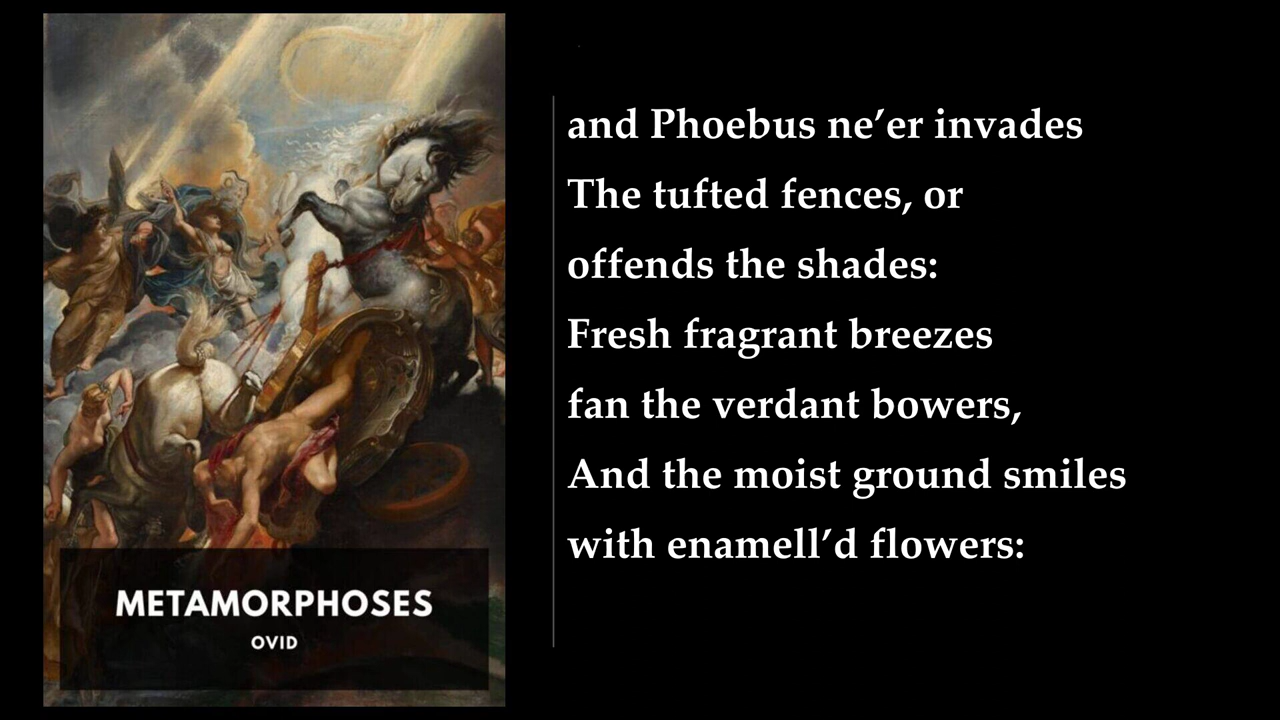 METAMORPHOSES
OVID
and Phoebus ne’er invades
The tufted fences, or
offends the shades:
Fresh fragrant breezes
fan the verdant bowers,
And the moist ground smiles
with enamell’d flowers: